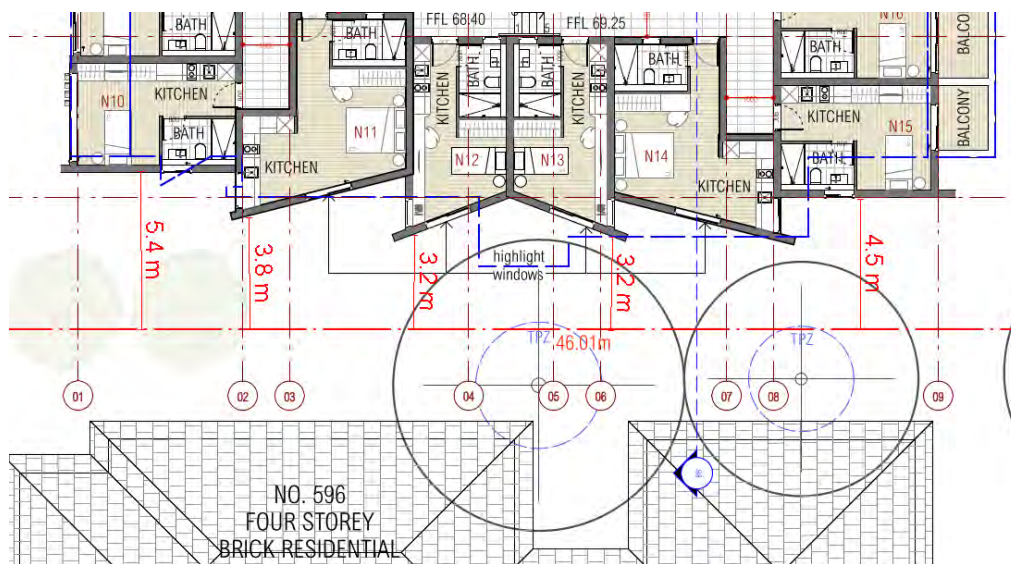 FFL 68.40
FFL 69.25
N16
BATH
BATH
BATH
BATH
BATH
BATH
BALCONY
KITCHEN
KITCHEN
KITCHEN
KITCHEN
N10
N11
N12
N13
N14
N15
BATH
BATH
BALCONY
KITCHEN
KITCHEN
5.4 m
3.8 m
3.2 m
highlight
windows
3.2 m
4.5 m
TPZ
46.01m
TPZ
01
02
03
04
05
06
07
08
09
NO. 596
FOUR STOREY
BRICK RESIDENTIAL